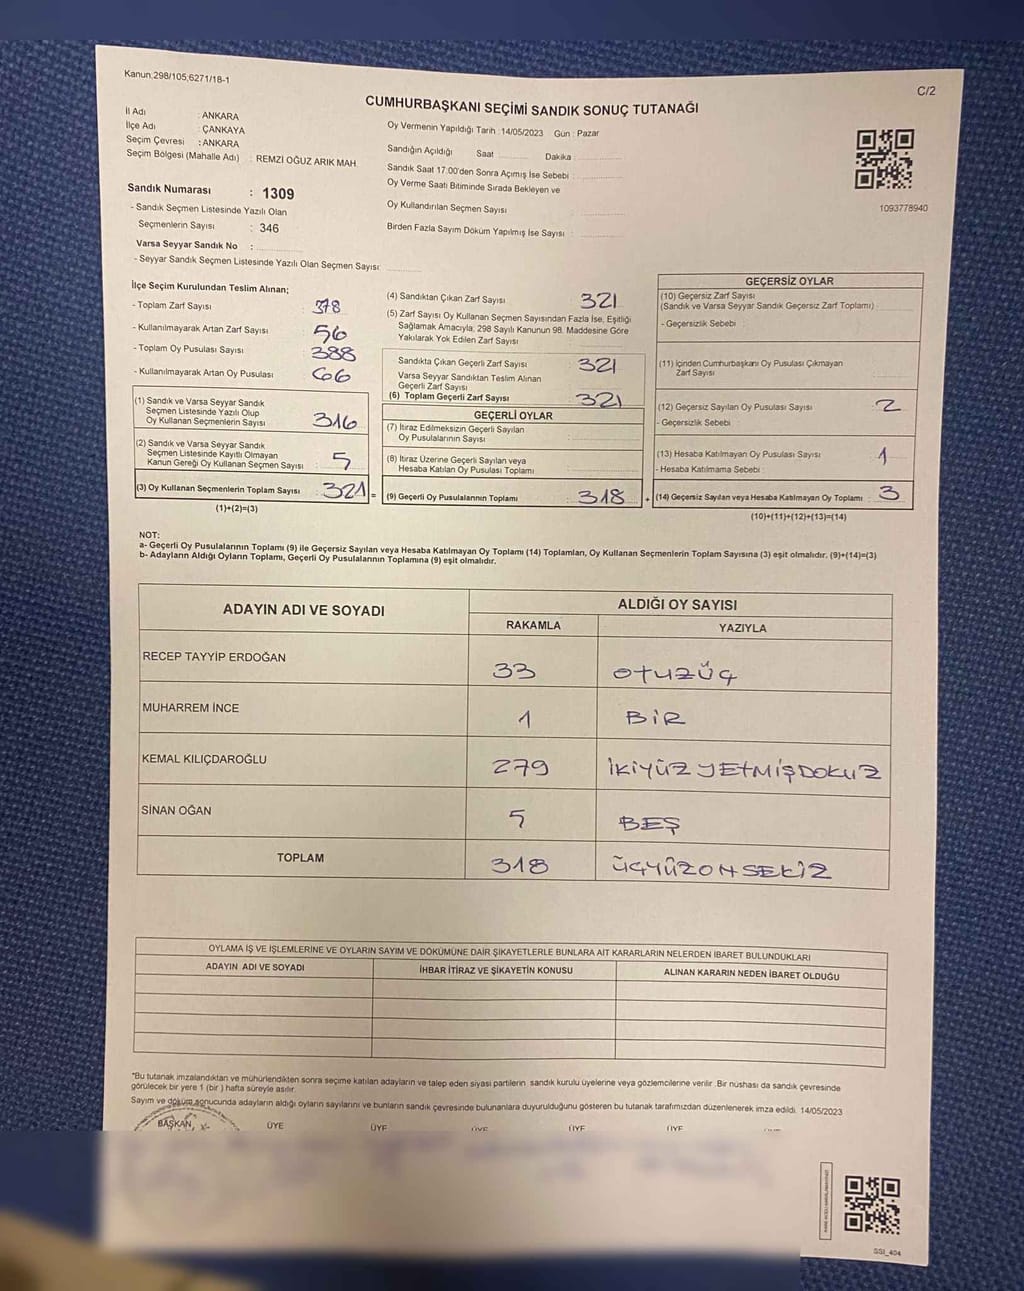 Kanun;298/105,6271/18-1
C/2
CUMHURBAŞKANI SEÇİMİ SANDIK SONUÇ TUTANAĞI
İl Adı : ANKARA
İlçe Adı : ÇANKAYA
Seçim Çevresi : ANKARA
Seçim Bölgesi (Mahalle Adı) : REMZİ OĞUZ ARIK MAH.
Sandık Numarası : 1309
- Sandık Seçmen Listesinde Yazılı Olan
Seçmenlerin Sayısı : 346
Varsa Seyyar Sandık No :
- Seyyar Sandık Seçmen Listesinde Yazılı Olan Seçmen Sayısı:
Oy Vermenin Yapıldığı Tarih :14/05/2023 Gün : Pazar
Sandığın Açıldığı Saat Dakika
Sandık Saat 17:00'den Sonra Açımış İse Sebebi :
Oy Verme Saati Bitiminde Sırada Bekleyen ve
Oy Kullandırılan Seçmen Sayısı
Birden Fazla Sayım Döküm Yapılmış İse Sayısı :
1093778940
İlçe Seçim Kurulundan Teslim Alınan;
- Toplam Zarf Sayısı : 378
- Kullanılmayarak Artan Zarf Sayısı : 56
- Toplam Oy Pusulası Sayısı : 388
- Kullanılmayarak Artan Oy Pusulası : 66
(1) Sandık ve Varsa Seyyar Sandık
Seçmen Listesinde Yazılı Olup
Oy Kullanan Seçmenlerin Sayısı : 316
(2) Sandık ve Varsa Seyyar Sandık
Seçmen Listesinde Kayıtlı Olmayan
Kanun Gereği Oy Kullanan Seçmen Sayısı : 5
(3) Oy Kullanan Seçmenlerin Toplam Sayısı : 321 =
(1)+(2)=(3)
(4) Sandıktan Çıkan Zarf Sayısı : 321
(5) Zarf Sayısı Oy Kullanan Seçmen Sayısından Fazla İse, Eşitliği
Sağlamak Amacıyla, 298 Sayılı Kanunun 98. Maddesine Göre
Yakılarak Yok Edilen Zarf Sayısı
Sandıkta Çıkan Geçerli Zarf Sayısı : 321
Varsa Seyyar Sandıktan Teslim Alınan
Geçerli Zarf Sayısı
(6) Toplam Geçerli Zarf Sayısı : 321
GEÇERLİ OYLAR
(7) İtiraz Edilmeksizin Geçerli Sayılan
Oy Pusulalarının Sayısı
(8) İtiraz Üzerine Geçerli Sayılan veya
Hesaba Katılan Oy Pusulası Toplamı
(9) Geçerli Oy Pusulalarının Toplamı : 318 +
GEÇERSİZ OYLAR
(10) Geçersiz Zarf Sayısı
(Sandık ve Varsa Seyyar Sandık Geçersiz Zarf Toplamı) :
- Geçersizlik Sebebi :
(11) İçinden Cumhurbaşkanı Oy Pusulası Çıkmayan
Zarf Sayısı
(12) Geçersiz Sayılan Oy Pusulası Sayısı : 2
- Geçersizlik Sebebi
(13) Hesaba Katılmayan Oy Pusulası Sayısı : 1
- Hesaba Katılmama Sebebi :
(14) Geçersiz Sayılan veya Hesaba Katılmayan Oy Toplamı : 3
(10)+(11)+(12)+(13)=(14)
NOT:
a- Geçerli Oy Pusulalarının Toplamı (9) ile Geçersiz Sayılan veya Hesaba Katılmayan Oy Toplamı (14) Toplamları, Oy Kullanan Seçmenlerin Toplam Sayısına (3) eşit olmalıdır. (9)+(14)=(3)
b- Adayların Aldığı Oyların Toplamı, Geçerli Oy Pusulalarının Toplamına (9) eşit olmalıdır.
ADAYIN ADI VE SOYADI ALDIĞI OY SAYISI
RAKAMLA YAZIYLA
RECEP TAYYİP ERDOĞAN 33 OTUZÜÇ
MUHARREM İNCE 1 BİR
KEMAL KILIÇDAROĞLU 279 İKİYÜZ YETMİŞDOKUZ
SİNAN OĞAN 5 BEŞ
TOPLAM 318 ÜÇYÜZONSEKİZ
OYLAMA İŞ VE İŞLEMLERİNE VE OYLARIN SAYIM VE DÖKÜMÜNE DAİR ŞİKAYETLERLE BUNLARA AİT KARARLARIN NELERDEN İBARET BULUNDUKLARI
ADAYIN ADI VE SOYADI İHBAR İTİRAZ VE ŞİKAYETİN KONUSU ALINAN KARARIN NEDEN İBARET OLDUĞU
*Bu tutanak imzalandıktan ve mühürlendikten sonra seçime katılan adayların ve talep eden siyasi partilerin sandık kurulu üyelerine veya gözlemcilerine verilir .Bir nüshası da sandık çevresinde
görülecek bir yere 1 (bir ) hafta süreyle asılır.
Sayım ve döküm sonucunda adayların aldığı oyların sayılarını ve bunların sandık çevresinde bulunanlara duyurulduğunu gösteren bu tutanak tarafımızdan düzenlenerek imza edildi. 14/05/2023
BAŞKAN ÜYE ÜYE ÜYE ÜYE ÜYE
SSI_404